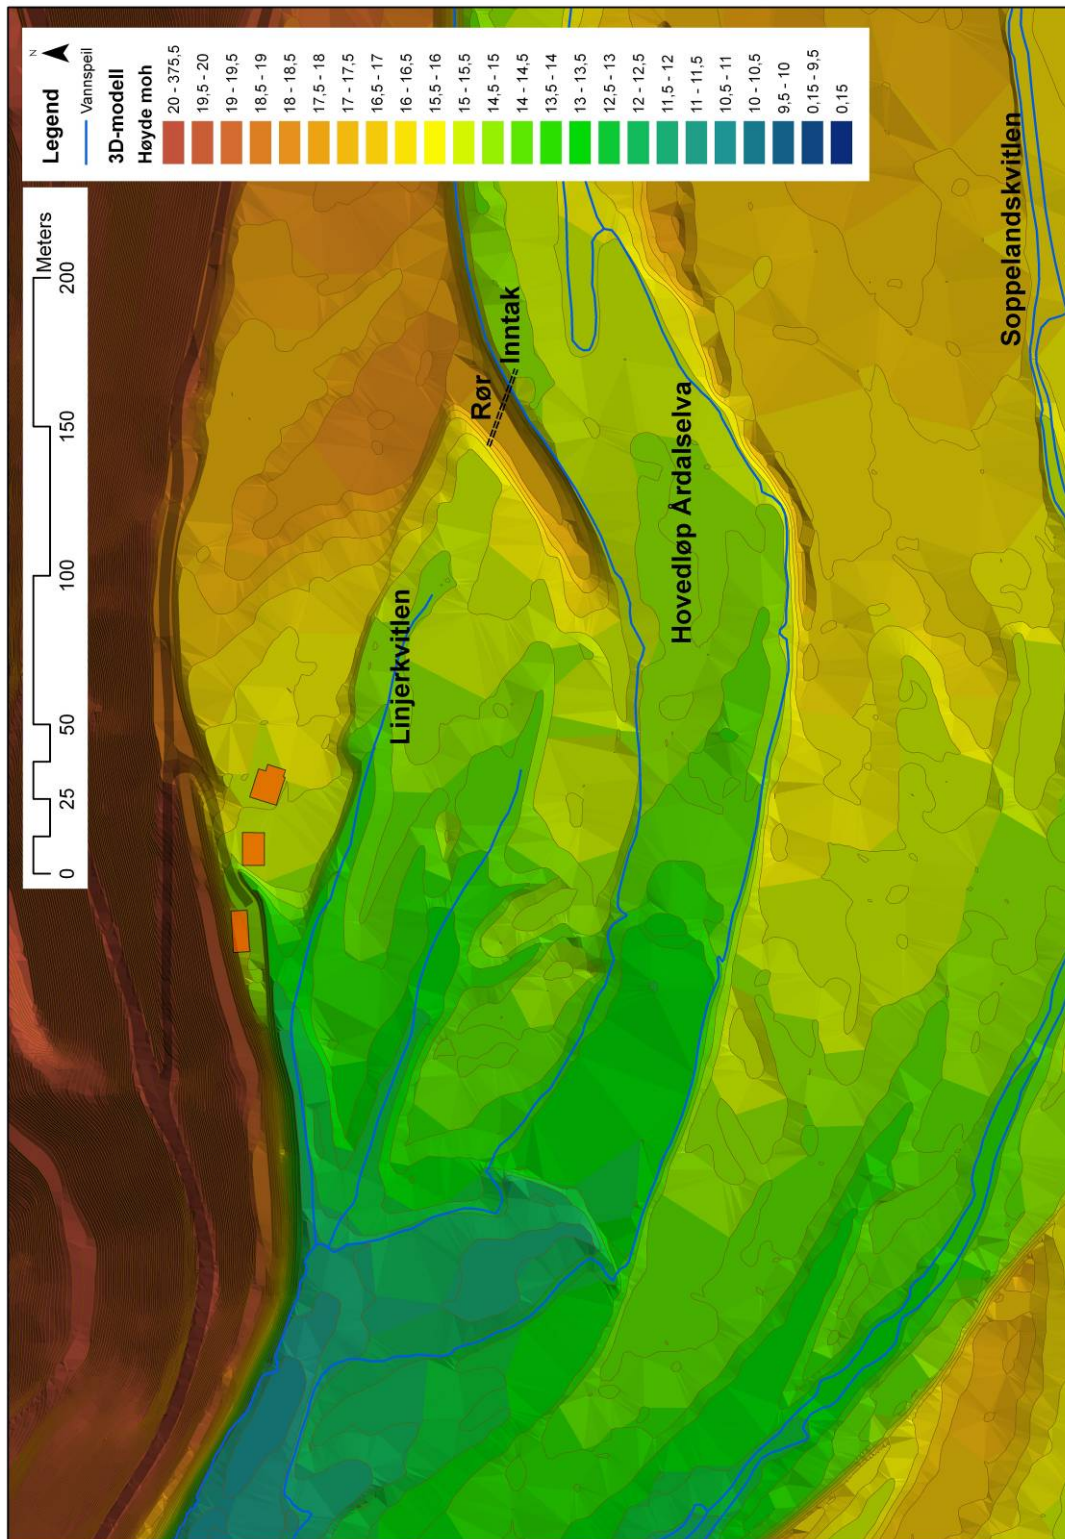 0 25 50 100 150 200 Meters
Legend
N
Vannspeil
3D-modell
Høyde moh
20 - 375,5
19,5 - 20
19 - 19,5
18,5 - 19
18 - 18,5
17,5 - 18
17 - 17,5
16,5 - 17
16 - 16,5
15,5 - 16
15 - 15,5
14,5 - 15
14 - 14,5
13,5 - 14
13 - 13,5
12,5 - 13
12 - 12,5
11,5 - 12
11 - 11,5
10,5 - 11
10 - 10,5
9,5 - 10
0,15 - 9,5
0,15
Linjerkvitlen
Rør
Inntak
Hovedløp Årdalselva
Soppelandskvitlen